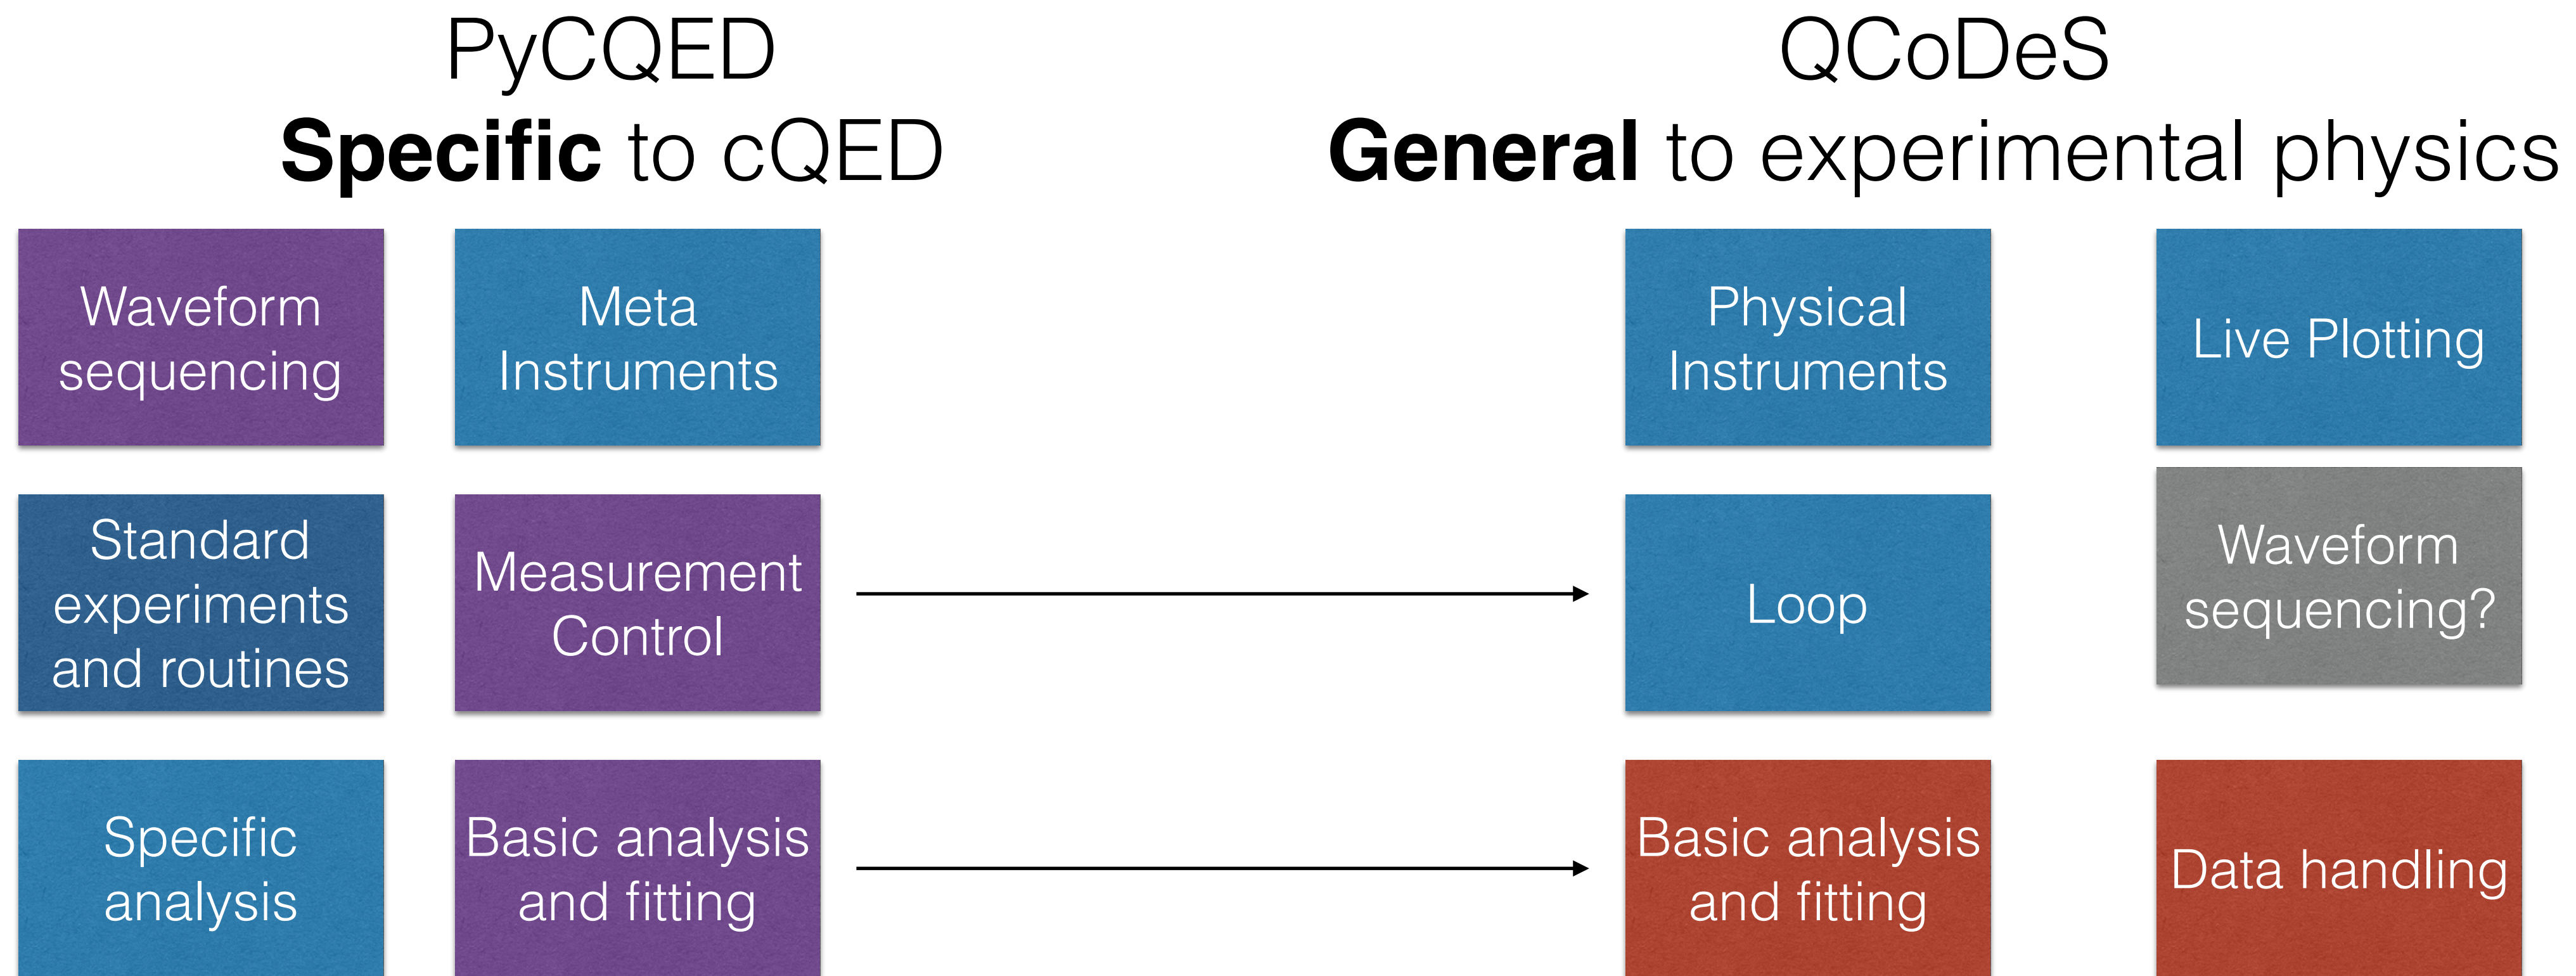 PyCQED
Specific to cQED
Waveform
sequencing
Meta
Instruments
Standard
experiments
and routines
Measurement
Control
Specific
analysis
Basic analysis
and fitting
QCoDeS
General to experimental physics
Physical
Instruments
Live Plotting
Loop
Waveform
sequencing?
Basic analysis
and fitting
Data handling